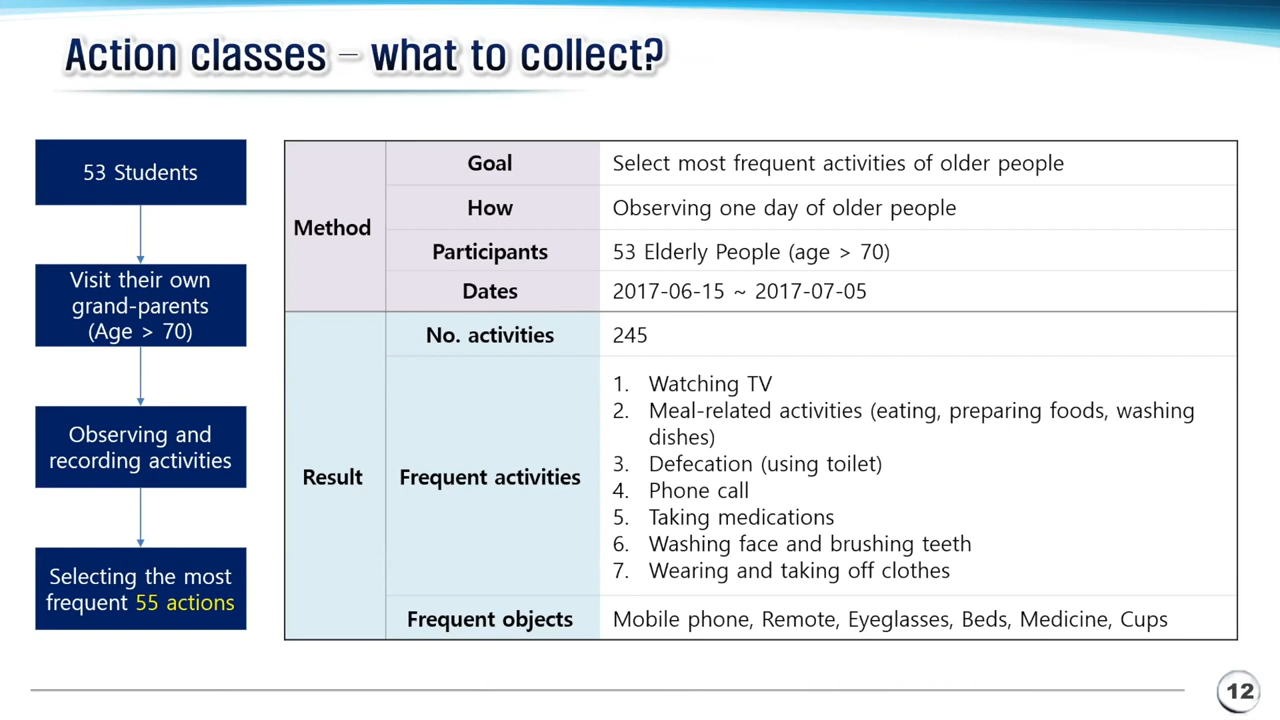 Action classes – what to collect?
53 Students
Visit their own
grand-parents
(Age > 70)
Observing and
recording activities
Selecting the most
frequent 55 actions
Method
Goal
Select most frequent activities of older people
How
Observing one day of older people
Participants
53 Elderly People (age > 70)
Dates
2017-06-15 ~ 2017-07-05
Result
No. activities
245
Frequent activities
1. Watching TV
2. Meal-related activities (eating, preparing foods, washing
dishes)
3. Defecation (using toilet)
4. Phone call
5. Taking medications
6. Washing face and brushing teeth
7. Wearing and taking off clothes
Frequent objects
Mobile phone, Remote, Eyeglasses, Beds, Medicine, Cups
12